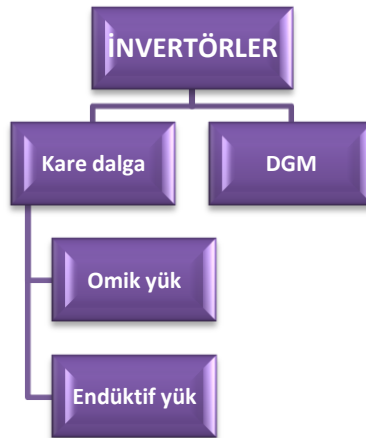 İNVERTÖRLER
Kare dalga
DGM
Omik yük
Endüktif yük